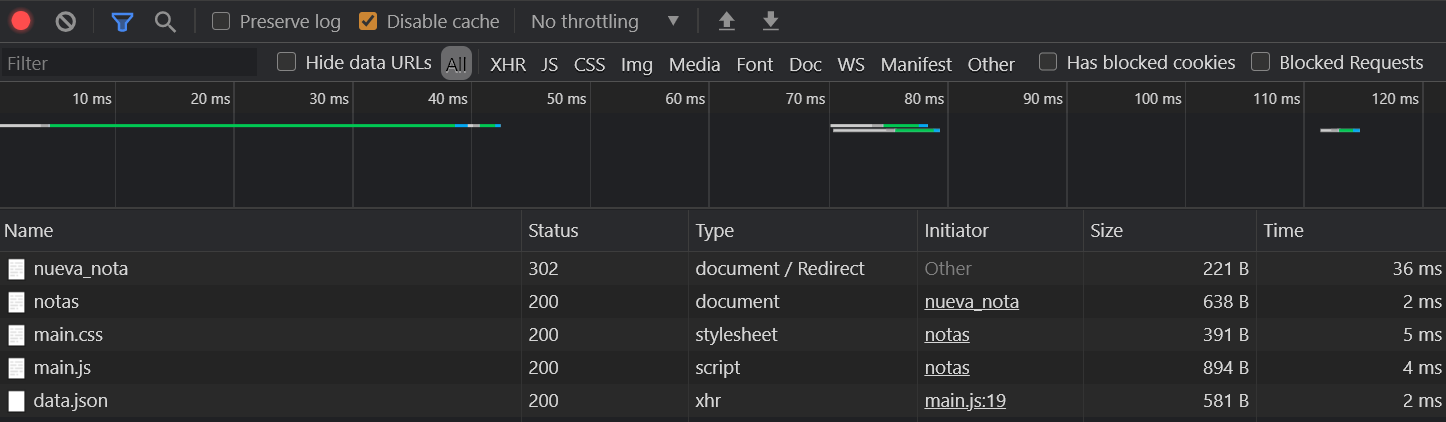 Preserve log Disable cache No throttling
Filter Hide data URLs All XHR JS CSS Img Media Font Doc WS Manifest Other Has blocked cookies Blocked Requests
10 ms 20 ms 30 ms 40 ms 50 ms 60 ms 70 ms 80 ms 90 ms 100 ms 110 ms 120 ms
Name Status Type Initiator Size Time
nueva_nota 302 document / Redirect Other 221 B 36 ms
notas 200 document nueva_nota 638 B 2 ms
main.css 200 stylesheet notas 391 B 5 ms
main.js 200 script notas 894 B 4 ms
data.json 200 xhr main.js:19 581 B 2 ms